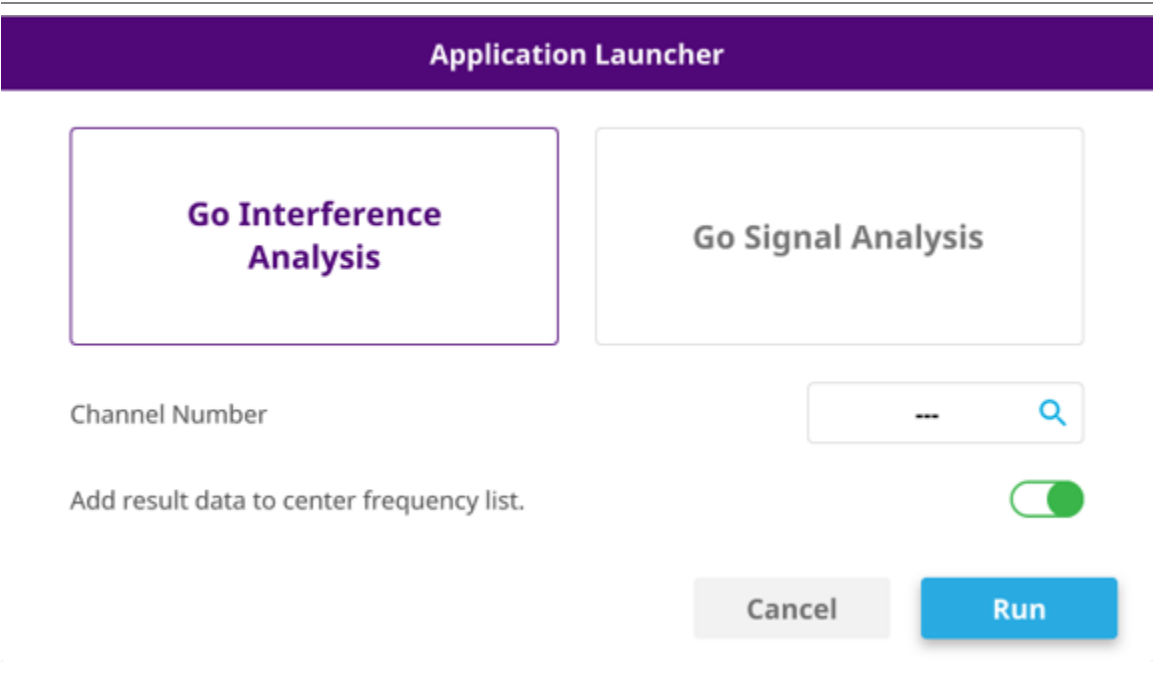 Application Launcher
Go Interference
Analysis
Go Signal Analysis
Channel Number
---
Add result data to center frequency list.
Cancel
Run